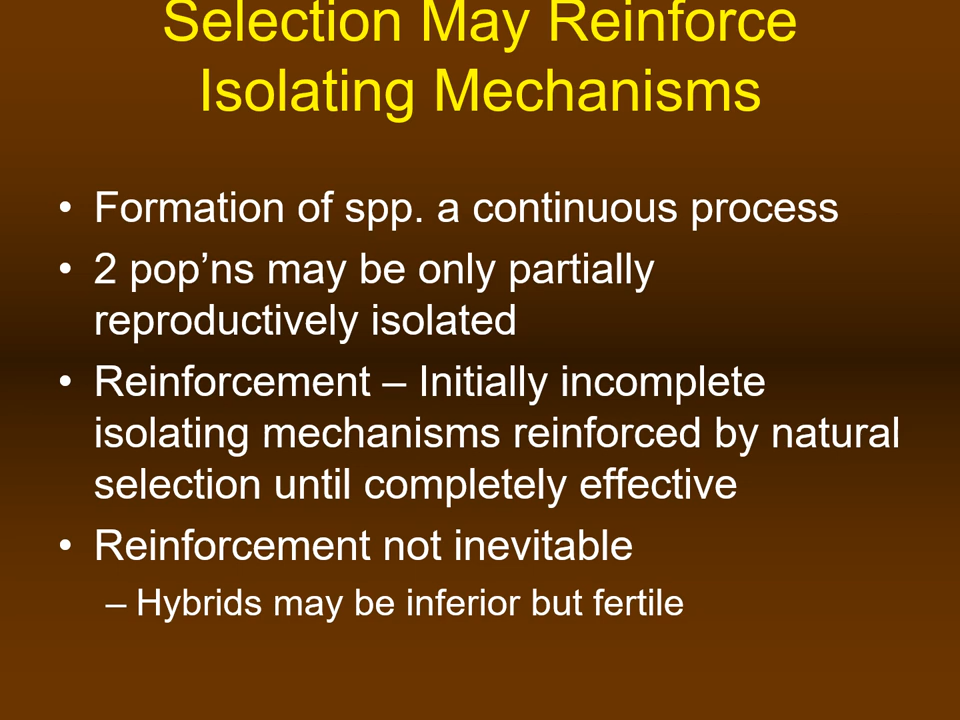 Selection May Reinforce
Isolating Mechanisms
• Formation of spp. a continuous process
• 2 pop’ns may be only partially
reproductively isolated
• Reinforcement – Initially incomplete
isolating mechanisms reinforced by natural
selection until completely effective
• Reinforcement not inevitable
– Hybrids may be inferior but fertile